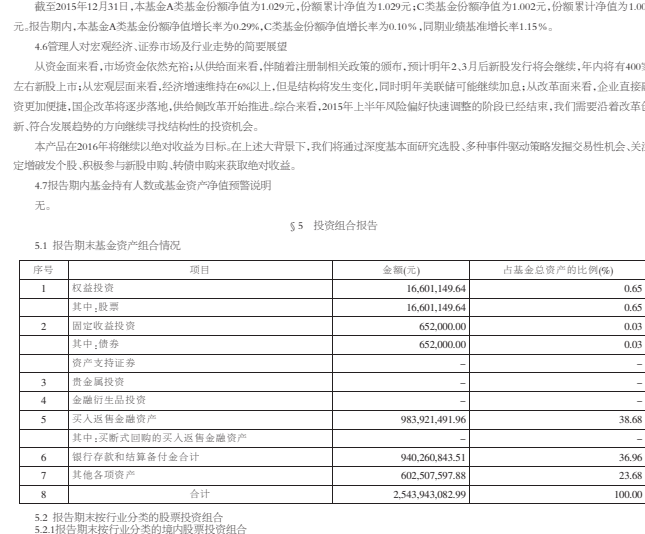 截至2015年12月31日,本基金A类基金份额净值为1.029元,份额累计净值为1.029元;C类基金份额净值为1.002元,份额累计净值为1.00
元。报告期内,本基金A类基金份额净值增长率为0.29%,C类基金份额净值增长率为0.10%,同期业绩基准增长率1.15%。
4.6管理人对宏观经济、证券市场及行业走势的简要展望
从资金面来看,市场资金依然充裕;从供给面来看,伴随着注册制相关政策的颁布,预计明年2、3月后新股发行将会继续,年内将有400家
左右新股上市;从宏观层面来看,经济增速维持在6%以上,但是结构将发生变化,同时明年美联储可能继续加息;从改革面来看,企业直接融
资更加便捷,国企改革将逐步落地,供给侧改革开始推进。综合来看,2015年上半年风险偏好快速调整的阶段已经结束,我们需要沿着改革创
新、符合发展趋势的方向继续寻找结构性的投资机会。
本产品在2016年将继续以绝对收益为目标。在上述大背景下,我们将通过深度基本面研究选股、多种事件驱动策略发掘交易性机会、关注
定增破发个股、积极参与新股申购、转债申购来获取绝对收益。
4.7报告期内基金持有人数或基金资产净值预警说明
无。
§5 投资组合报告
5.1 报告期末基金资产组合情况
序号 项目 金额(元) 占基金总资产的比例(%)
1 权益投资 16,601,149.64 0.65
其中:股票 16,601,149.64 0.65
2 固定收益投资 652,000.00 0.03
其中:债券 652,000.00 0.03
资产支持证券 – –
3 贵金属投资 – –
4 金融衍生品投资 – –
5 买入返售金融资产 983,921,491.96 38.68
其中:买断式回购的买入返售金融资产 – –
6 银行存款和结算备付金合计 940,260,843.51 36.96
7 其他各项资产 602,507,597.88 23.68
8 合计 2,543,943,082.99 100.00
5.2 报告期末按行业分类的股票投资组合
5.2.1报告期末按行业分类的境内股票投资组合